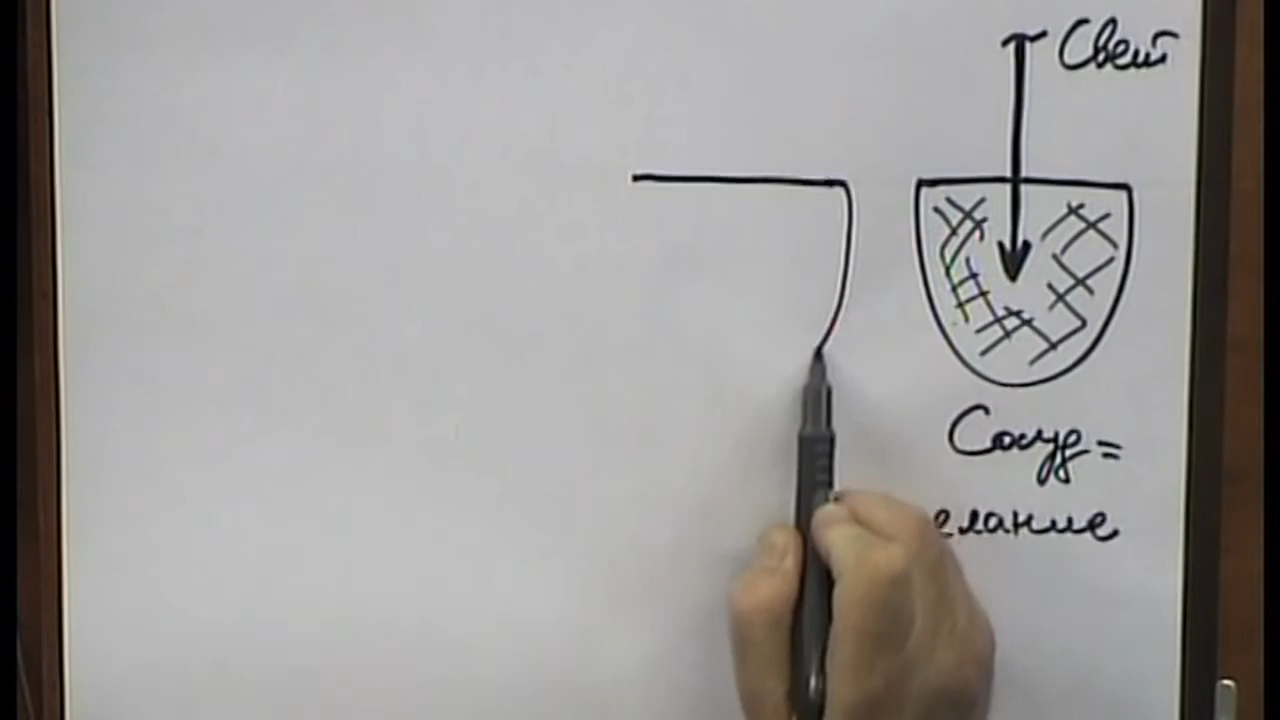 Свет
Сосуд =
елание